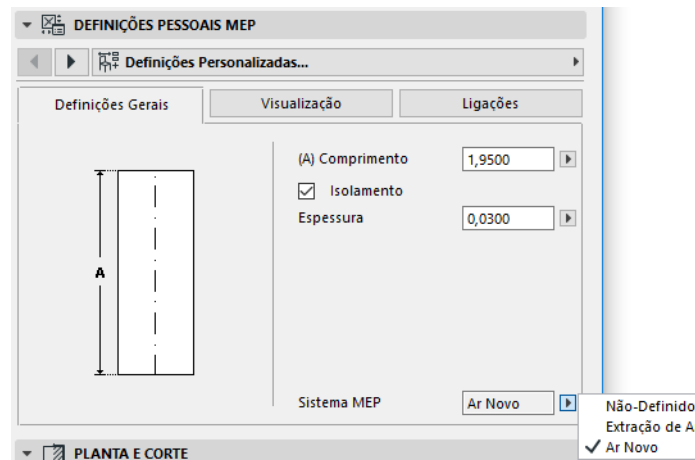 DEFINIÇÕES PESSOAIS MEP
Definições Personalizadas...
Definições Gerais Visualização Ligações
(A) Comprimento 1,9500
Isolamento
Espessura 0,0300
A
Sistema MEP Ar Novo
Não-Definido
Extração de A
Ar Novo
PLANTA E CORTE